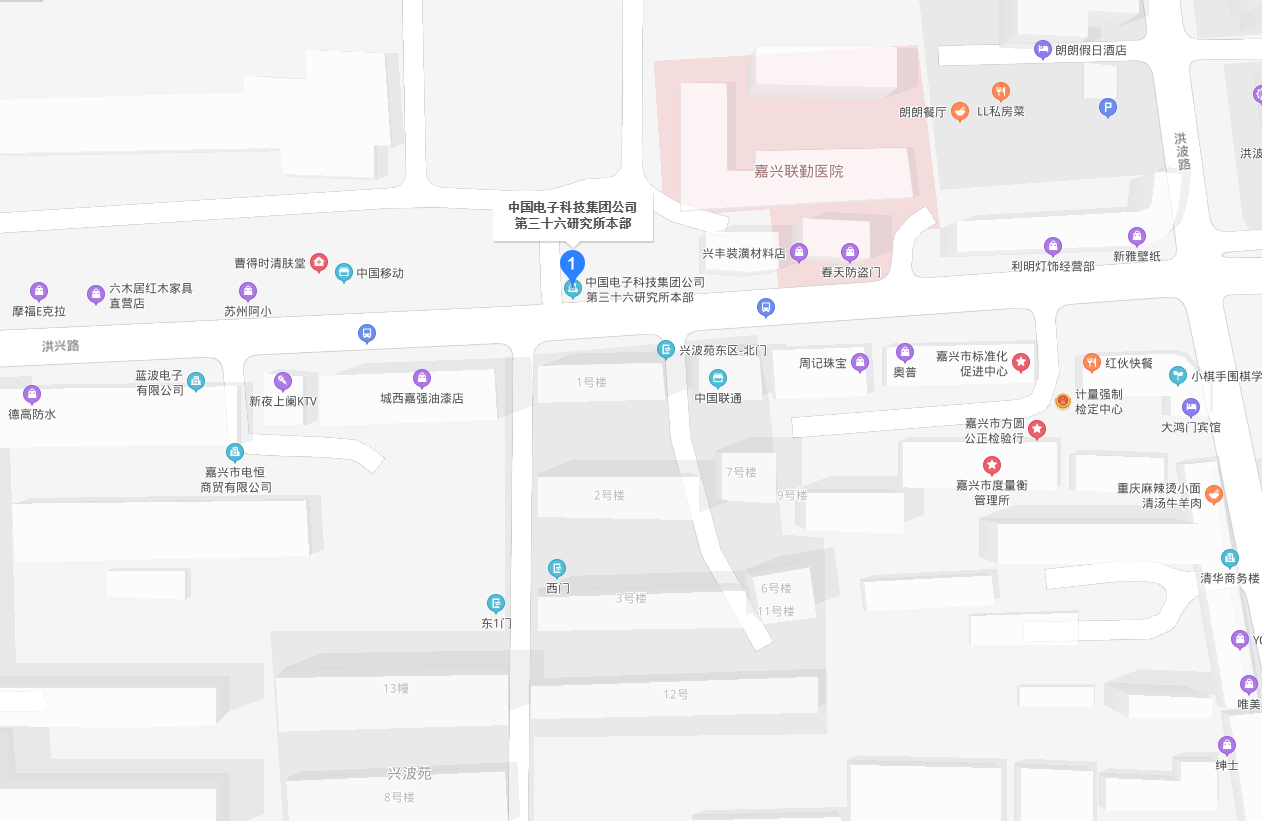 朗朗假日酒店
朗朗餐厅
LL私房菜
P
洪波路
洪波
嘉兴联勤医院
中国电子科技集团公司
第三十六研究所本部
1
兴丰装潢材料店
春天防盗门
利明灯饰经营部
新雅壁纸
曹得时清肤堂
中国移动
中国电子科技集团公司
第三十六研究所本部
摩福E克拉
六木居红木家具
直营店
苏州阿小
洪兴路
兴波苑东区-北门
周记珠宝
奥普
嘉兴市标准化
促进中心
红伙快餐
小棋手围棋学
蓝波电子
有限公司
新夜上阑KTV
城西嘉强油漆店
1号楼
中国联通
计量强制
检定中心
德高防水
大鸿门宾馆
嘉兴市方圆
公正检验行
嘉兴市电恒
商贸有限公司
7号楼
2号楼
9号楼
嘉兴市度量衡
管理所
重庆麻辣烫小面
清汤牛羊肉
西门
6号楼
清华商务楼
3号楼
11号楼
东1门
13幢
12号
唯美
兴波苑
8号楼
绅士